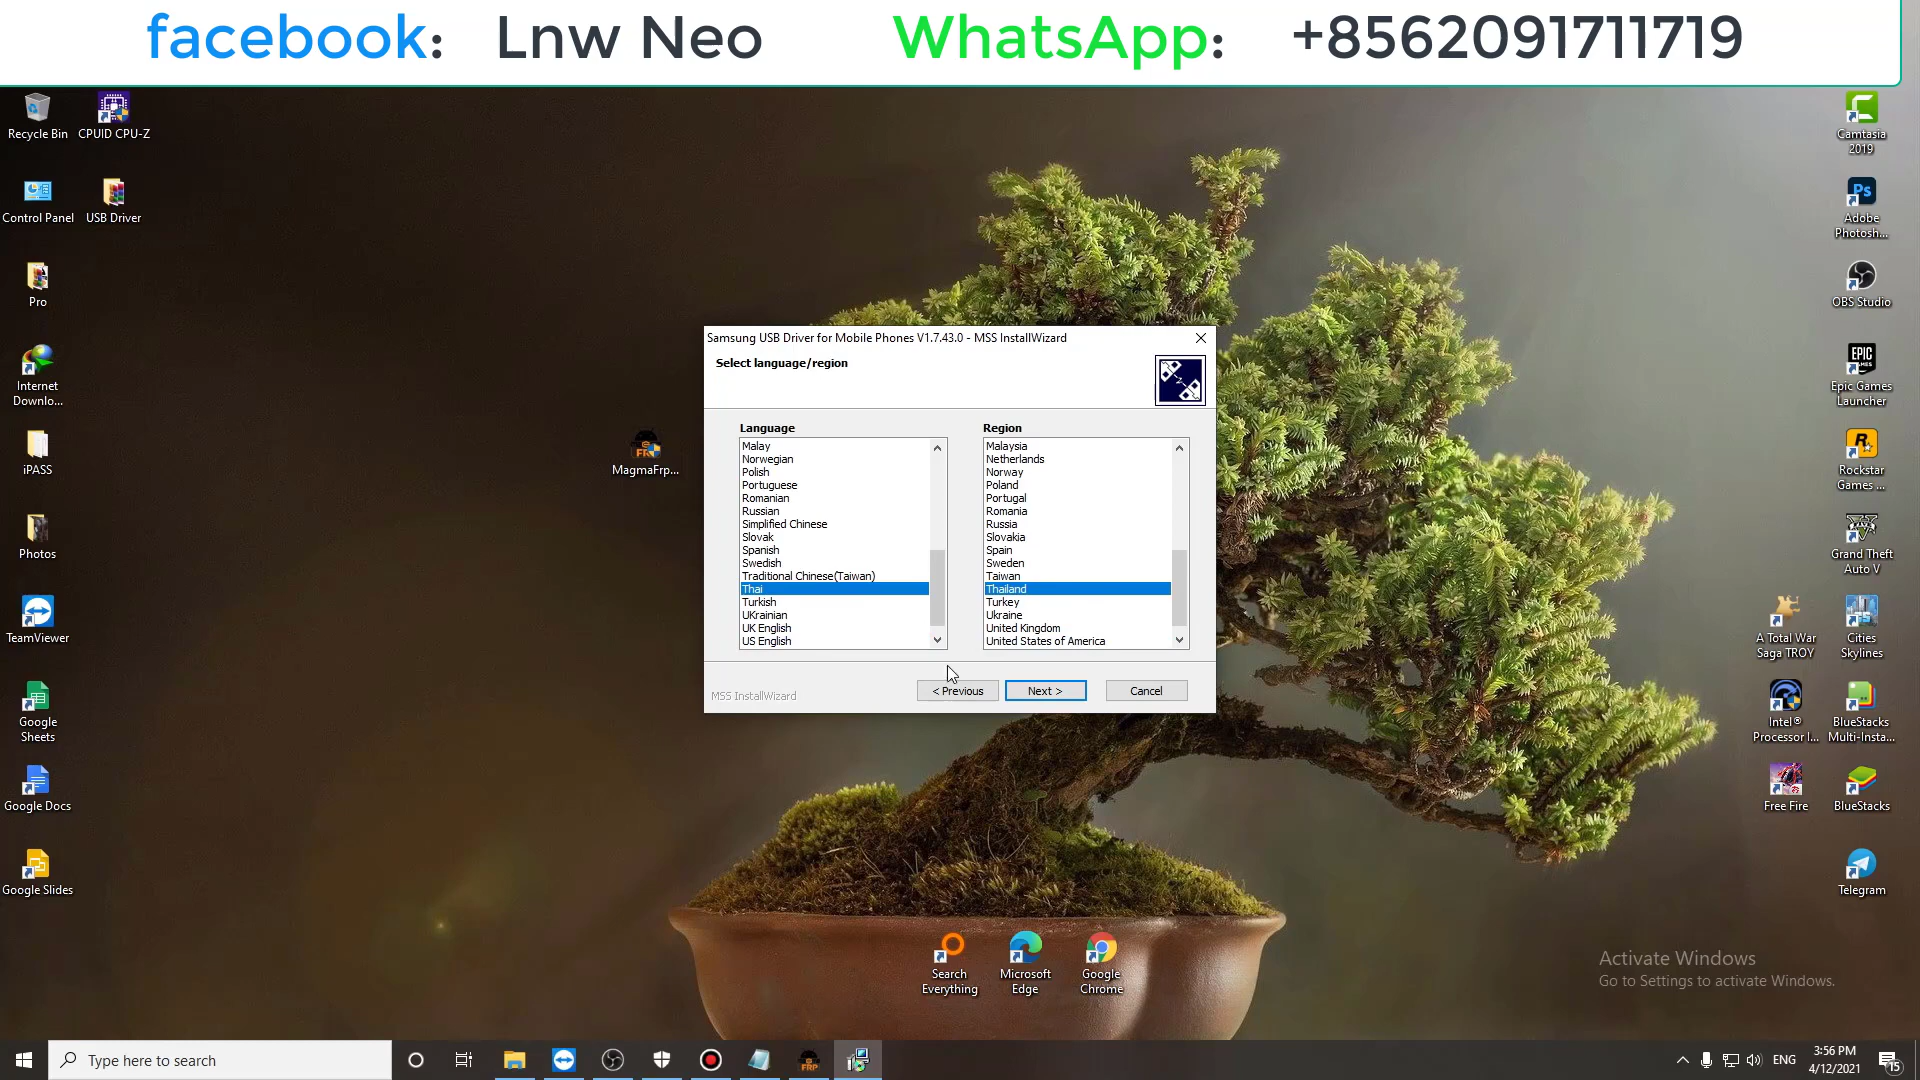 facebook: Lnw Neo WhatsApp: +8562091711719
Recycle Bin
CPUID CPU-Z
Control Panel
USB Driver
Pro
Internet
Downlo...
iPASS
Photos
TeamViewer
Google
Sheets
Google Docs
Google Slides
MagmaFrp...
Samsung USB Driver for Mobile Phones V1.7.43.0 - MSS InstallWizard
Select language/region
Language
Malay
Norwegian
Polish
Portuguese
Romanian
Russian
Simplified Chinese
Slovak
Spanish
Swedish
Traditional Chinese(Taiwan)
Thai
Turkish
UKrainian
UK English
US English
Region
Malaysia
Netherlands
Norway
Poland
Portugal
Romania
Russia
Slovakia
Spain
Sweden
Taiwan
Thailand
Turkey
Ukraine
United Kingdom
United States of America
MSS InstallWizard
< Previous
Next >
Cancel
Camtasia
2019
Ps
Adobe
Photosh...
OBS Studio
EPIC
GAMES
Epic Games
Launcher
R
Rockstar
Games ...
V
Grand Theft
Auto V
A Total War
Saga TROY
Cities
Skylines
Intel®
Processor I...
BlueStacks
Multi-Insta...
Free Fire
BlueStacks
Telegram
Search
Everything
Microsoft
Edge
Google
Chrome
Activate Windows
Go to Settings to activate Windows.
Type here to search
FRP
ENG
3:56 PM
4/12/2021
15